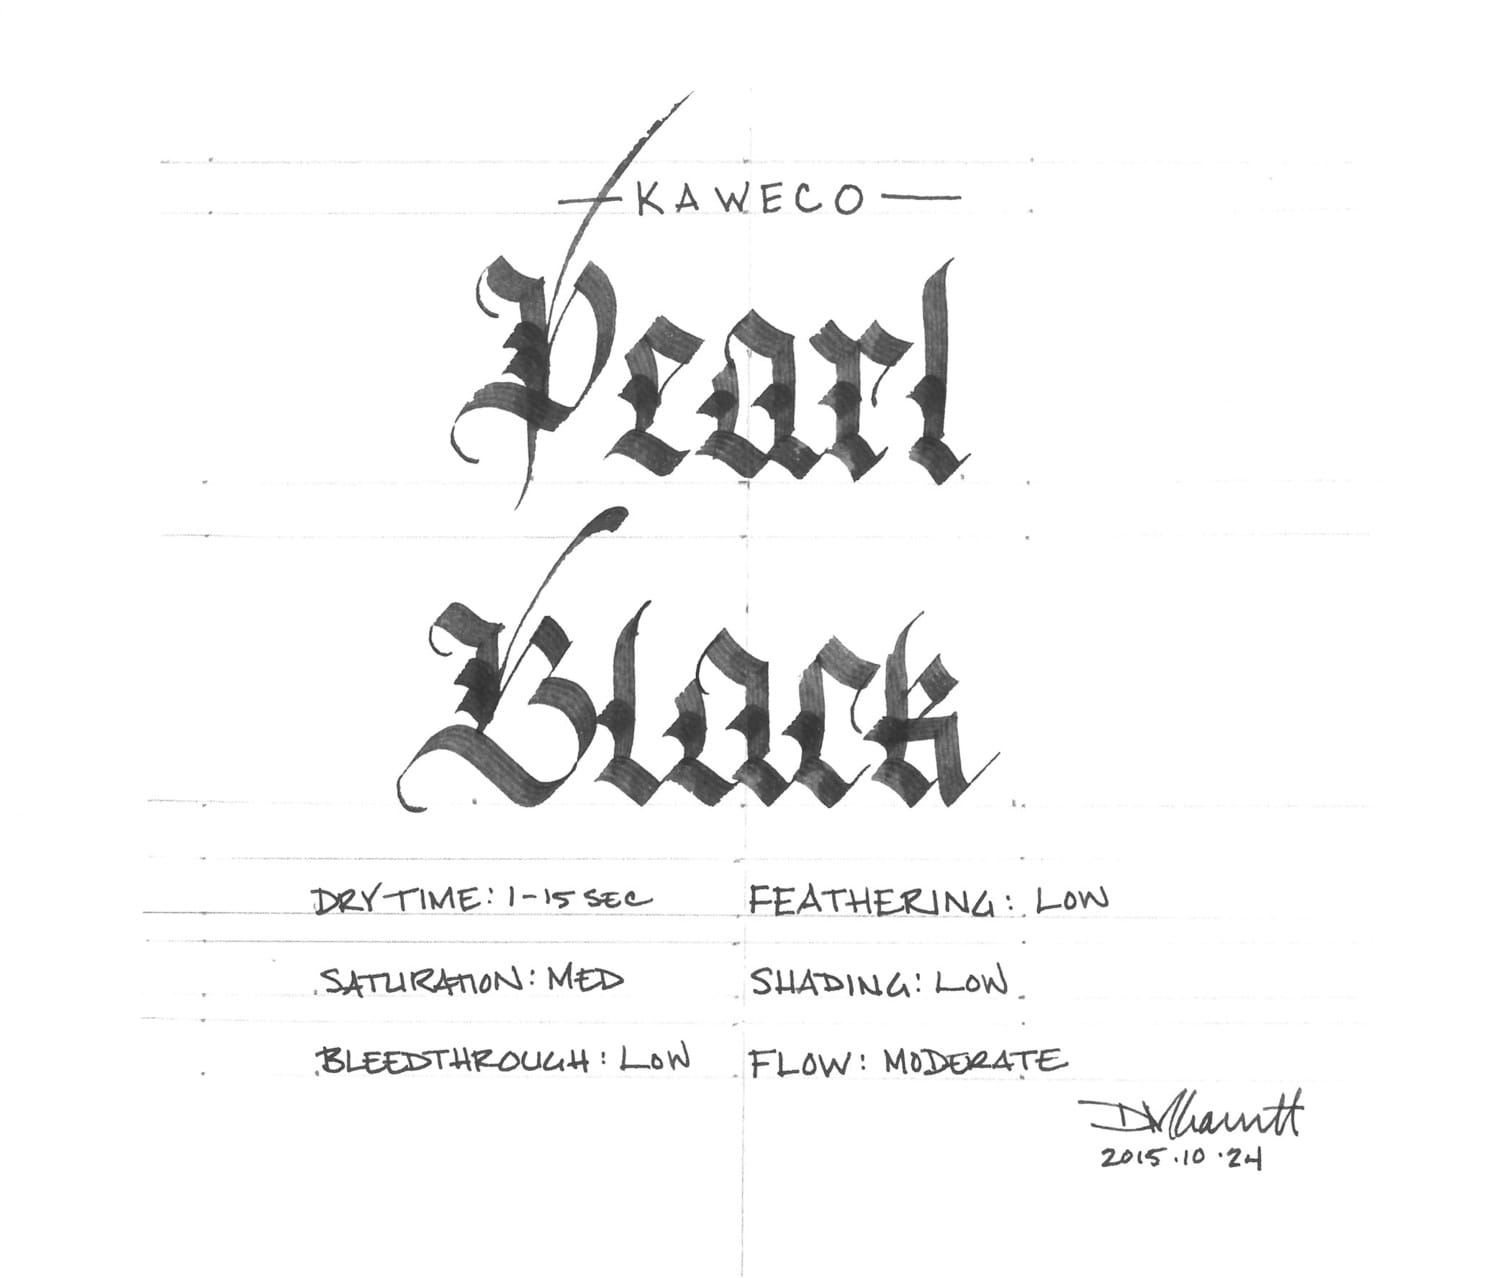 — KAWECO —
Pearl
Black
DRY TIME: 1-15 SEC FEATHERING: LOW
SATURATION: MED SHADING: LOW
BLEEDTHROUGH: LOW FLOW: MODERATE
2015.10.24